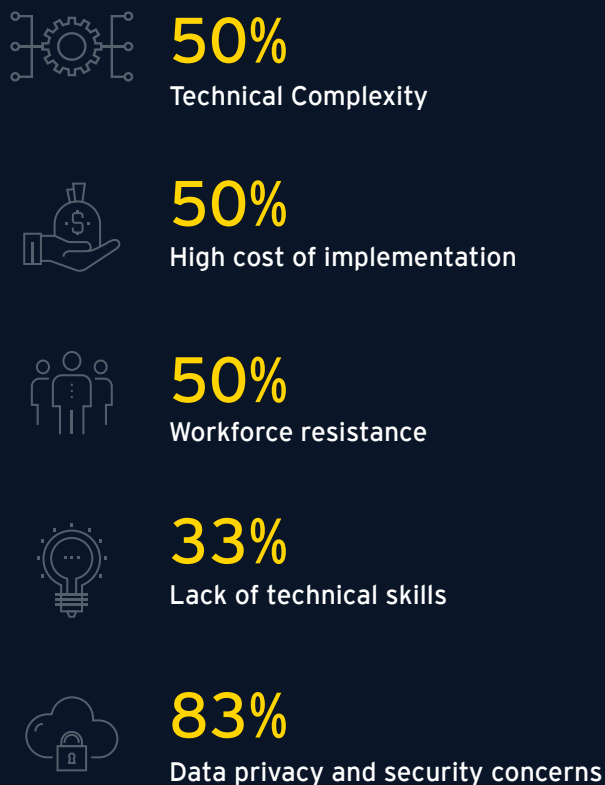 50%
Technical Complexity
50%
High cost of implementation
50%
Workforce resistance
33%
Lack of technical skills
83%
Data privacy and security concerns